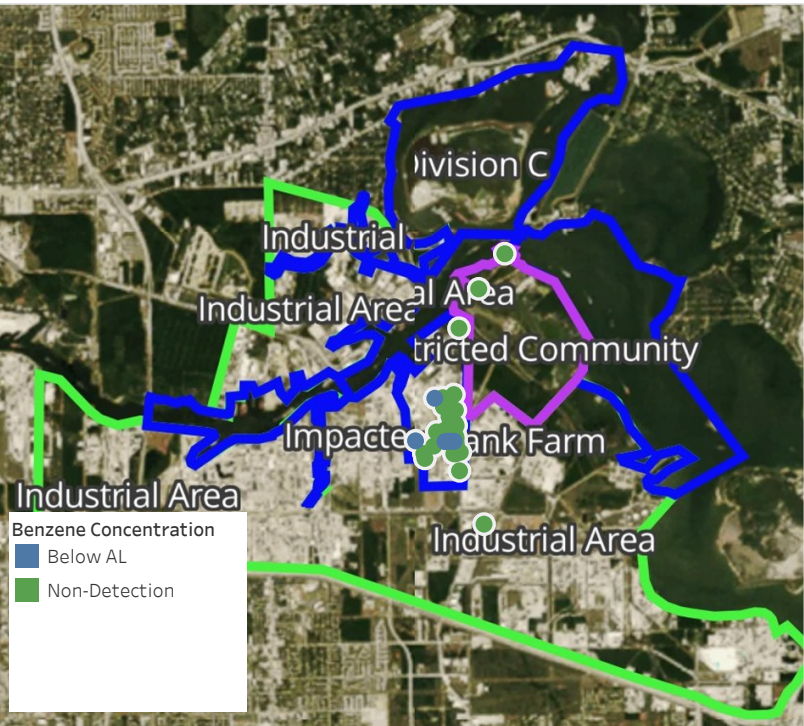 Division C
Industrial
Industrial Area
al Area
tricted Community
Impacte
ank Farm
Industrial Area
Industrial Area
Benzene Concentration
Below AL
Non-Detection